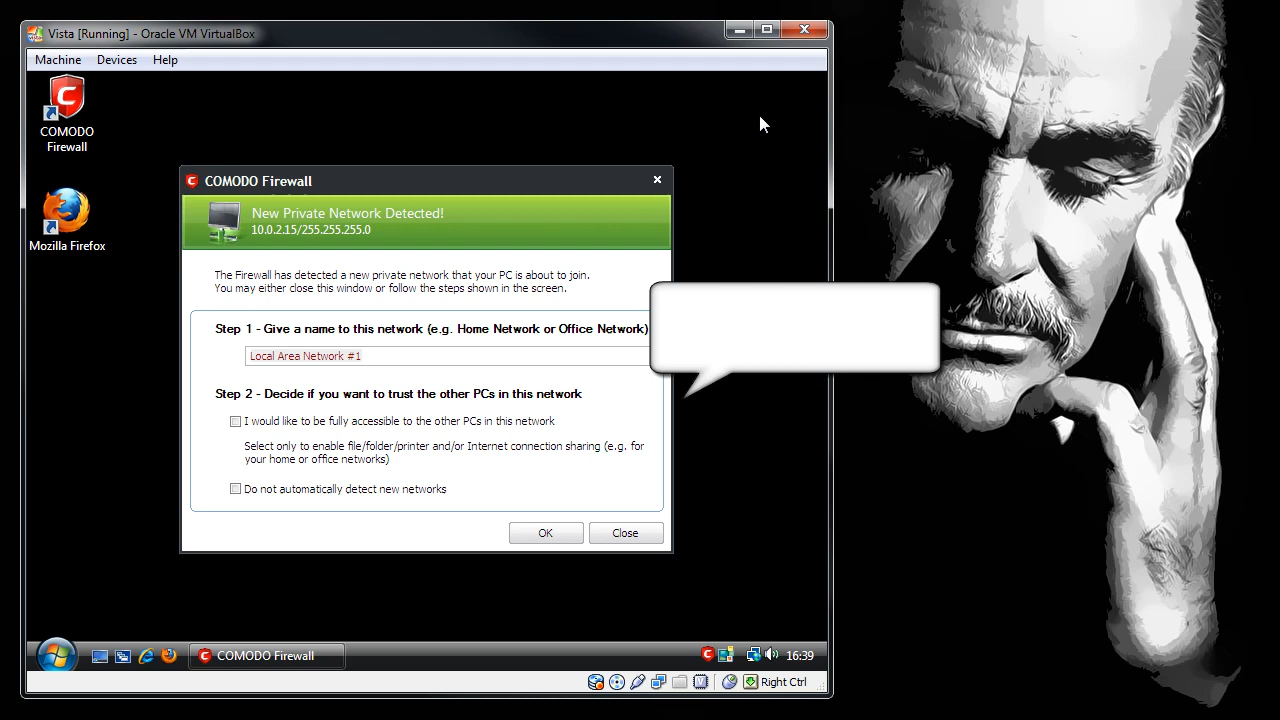 Vista [Running] - Oracle VM VirtualBox
Machine Devices Help
COMODO
Firewall
Mozilla Firefox
COMODO Firewall
New Private Network Detected!
10.0.2.15/255.255.255.0
The Firewall has detected a new private network that your PC is about to join.
You may either close this window or follow the steps shown in the screen.
Step 1 - Give a name to this network (e.g. Home Network or Office Network)
Local Area Network #1
Step 2 - Decide if you want to trust the other PCs in this network
I would like to be fully accessible to the other PCs in this network
Select only to enable file/folder/printer and/or Internet connection sharing (e.g. for
your home or office networks)
Do not automatically detect new networks
OK Close
COMODO Firewall
16:39
Right Ctrl